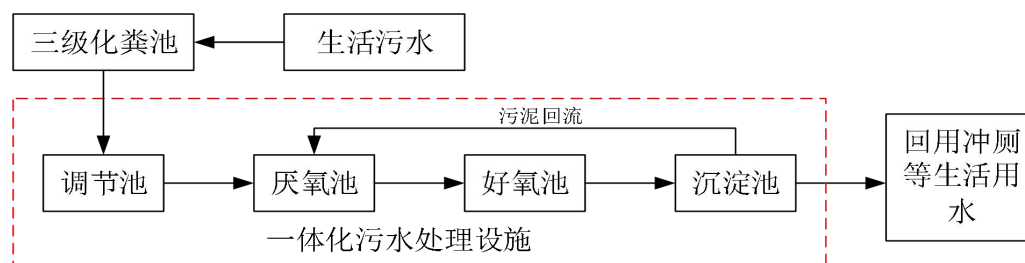 三级化粪池
生活污水
污泥回流
调节池
厌氧池
好氧池
沉淀池
回用冲厕
等生活用
水
一体化污水处理设施